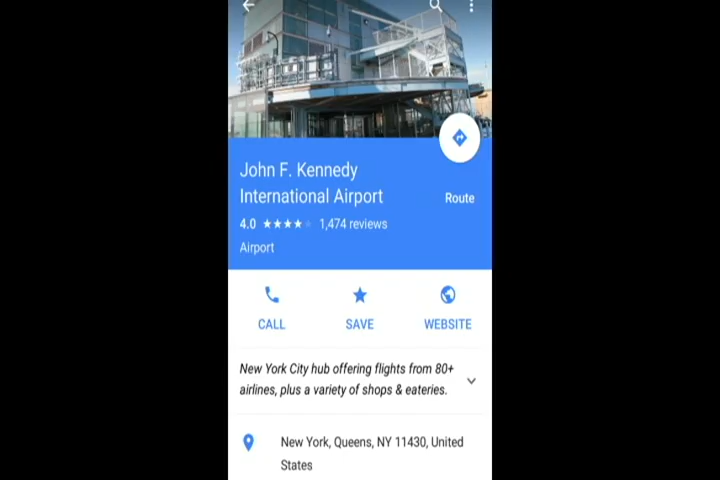 John F. Kennedy
International Airport
Route
4.0 1,474 reviews
Airport
CALL SAVE WEBSITE
New York City hub offering flights from 80+
airlines, plus a variety of shops & eateries.
New York, Queens, NY 11430, United
States